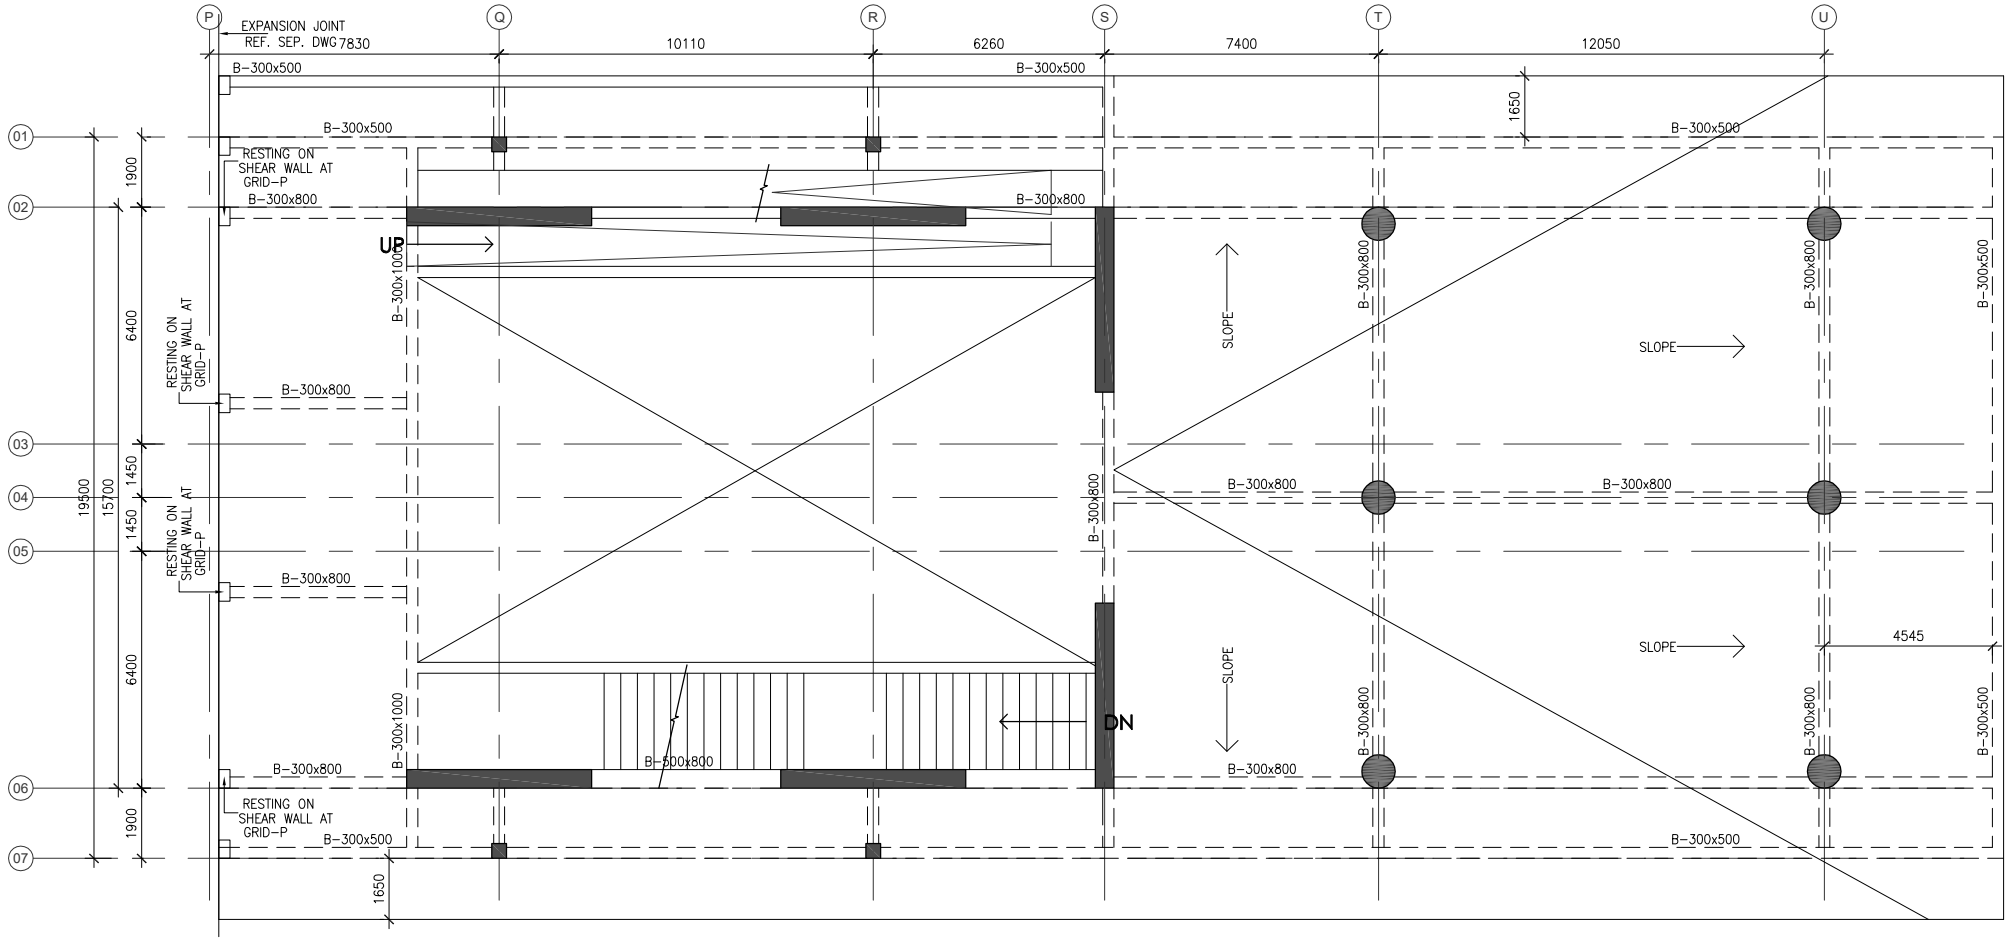 P
Q
R
S
T
U
EXPANSION JOINT
REF. SEP. DWG
7830
10110
6260
7400
12050
B-300x500
B-300x500
1650
01
B-300x500
B-300x500
RESTING ON
SHEAR WALL AT
GRID-P
1900
02
B-300x800
B-300x800
UP
B-300x1000
B-300x800
B-300x800
B-300x500
SLOPE
SLOPE
6400
RESTING ON
SHEAR WALL AT
GRID-P
B-300x800
03
1450
19500
15700
04
B-300x800
B-300x800
B-300x800
1450
RESTING ON
SHEAR WALL AT
GRID-P
05
B-300x800
6400
SLOPE
SLOPE
4545
B-300x1000
DN
B-300x800
B-300x800
B-300x500
B-300x800
B-500x800
B-300x800
06
RESTING ON
SHEAR WALL AT
GRID-P
1900
B-300x500
B-300x500
07
1650